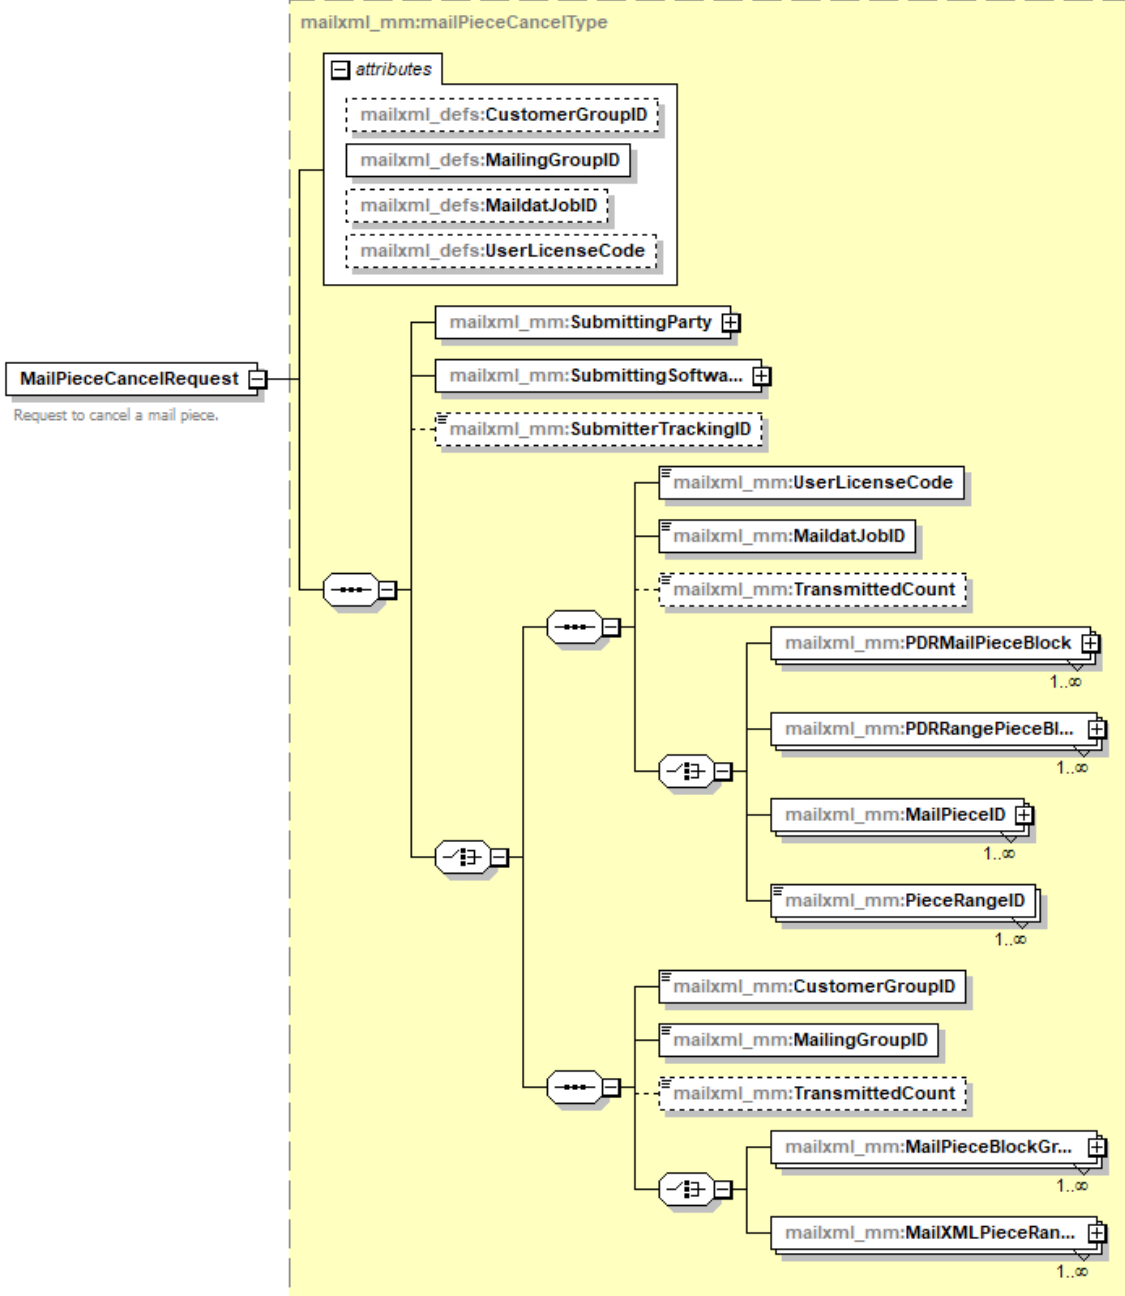 mailxml_mm:mailPieceCancelType
attributes
mailxml_defs:CustomerGroupID
mailxml_defs:MailingGroupID
mailxml_defs:MaildatJobID
mailxml_defs:UserLicenseCode
mailxml_mm:SubmittingParty
mailxml_mm:SubmittingSoftwa...
MailPieceCancelRequest
Request to cancel a mail piece.
mailxml_mm:SubmitterTrackingID
mailxml_mm:UserLicenseCode
mailxml_mm:MaildatJobID
mailxml_mm:TransmittedCount
mailxml_mm:PDRMailPieceBlock
1..∞
mailxml_mm:PDRRangePieceBl...
1..∞
mailxml_mm:MailPieceID
1..∞
mailxml_mm:PieceRangeID
1..∞
mailxml_mm:CustomerGroupID
mailxml_mm:MailingGroupID
mailxml_mm:TransmittedCount
mailxml_mm:MailPieceBlockGr...
1..∞
mailxml_mm:MailXMLPieceRan...
1..∞